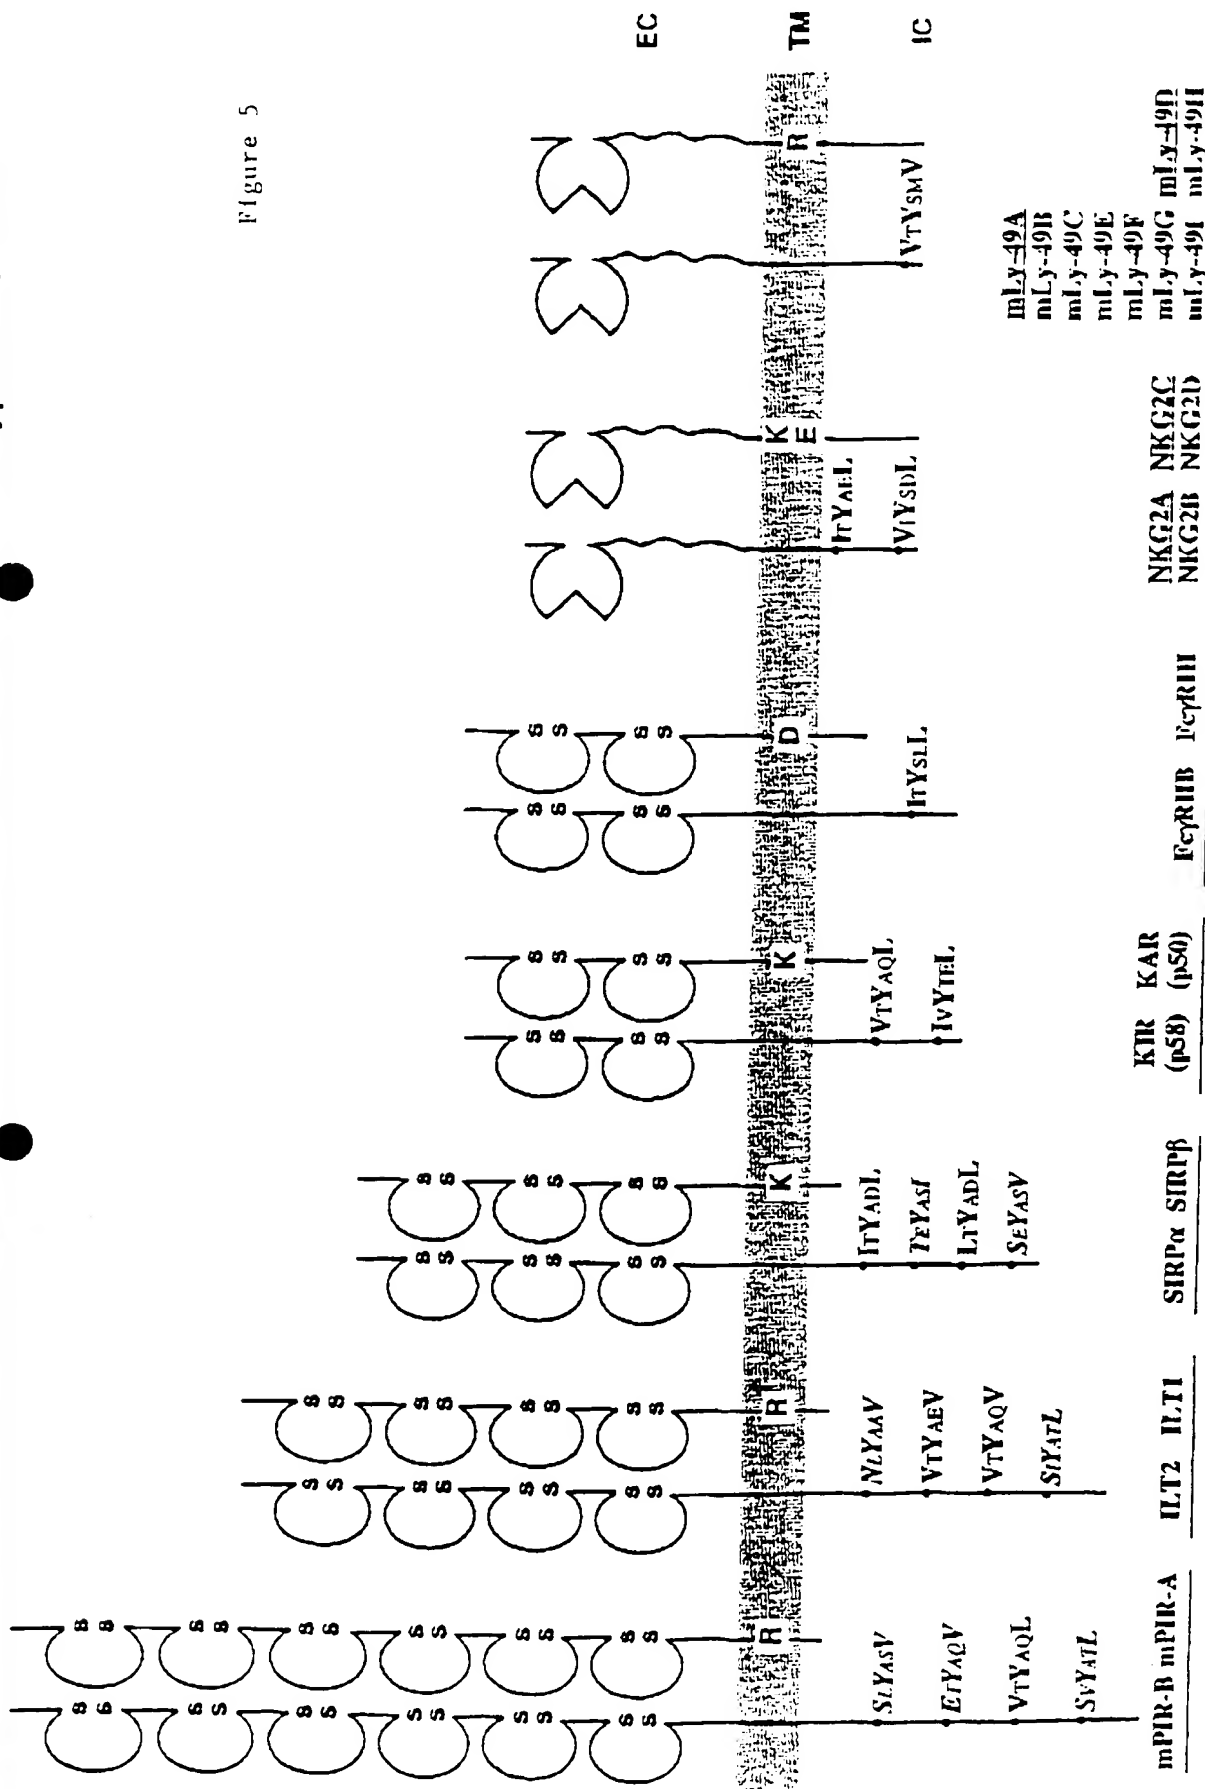 Figure 5
EC
TM
IC
R
R
K
K
D
K
E
R
SLYASV
EIYAQV
VTYAQL
SVYATL
NLYAAV
VTYAEV
VTYAQV
SIYATL
ITYADL
TEYASI
LTYADL
SEYASV
VTYAQL
IVYTEL
ITYSLL
ITYAEL
VIYSDL
VTYSMV
mPIR-B mPIR-A
ILT2 ILT1
SIRPα SIRPβ
KIR KAR
(p58) (p50)
FcγRIIB FcγRIII
NKG2A NKG2C
NKG2B NKG2D
mLy-49A
mLy-49B
mLy-49C
mLy-49E
mLy-49F
mLy-49G mLy-49D
mLy-49I mLy-49H